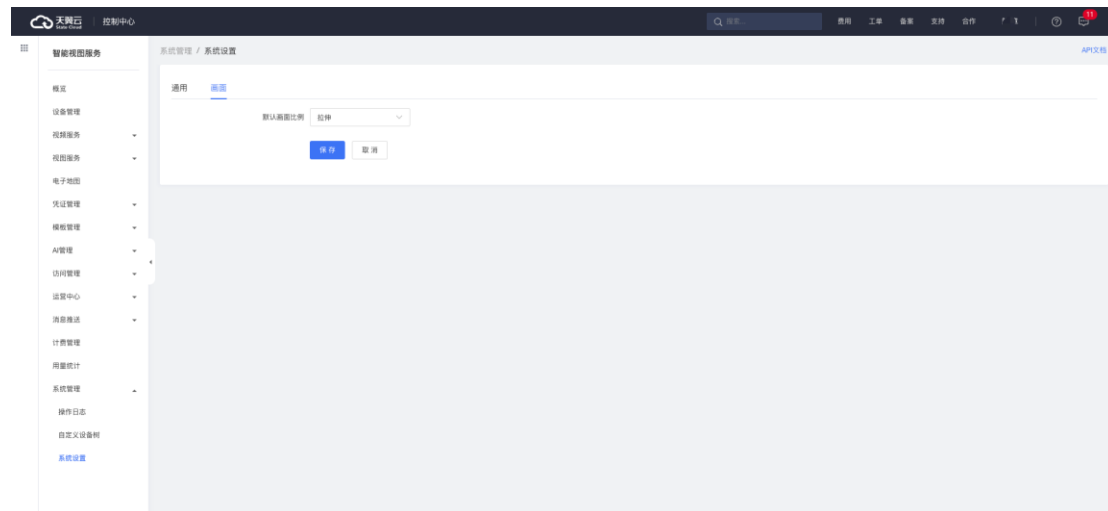 天翼云 控制中心 搜索... 费用 工单 备案 支持 合作 11
State Cloud
智能视图服务 系统管理 / 系统设置 API文档
概览
通用 画面
设备管理
默认画面比例 拉伸
视频服务
保存 取消
视图服务
电子地图
凭证管理
模板管理
AI管理
访问管理
运营中心
消息推送
计费管理
用量统计
系统管理
操作日志
自定义设备树
系统设置